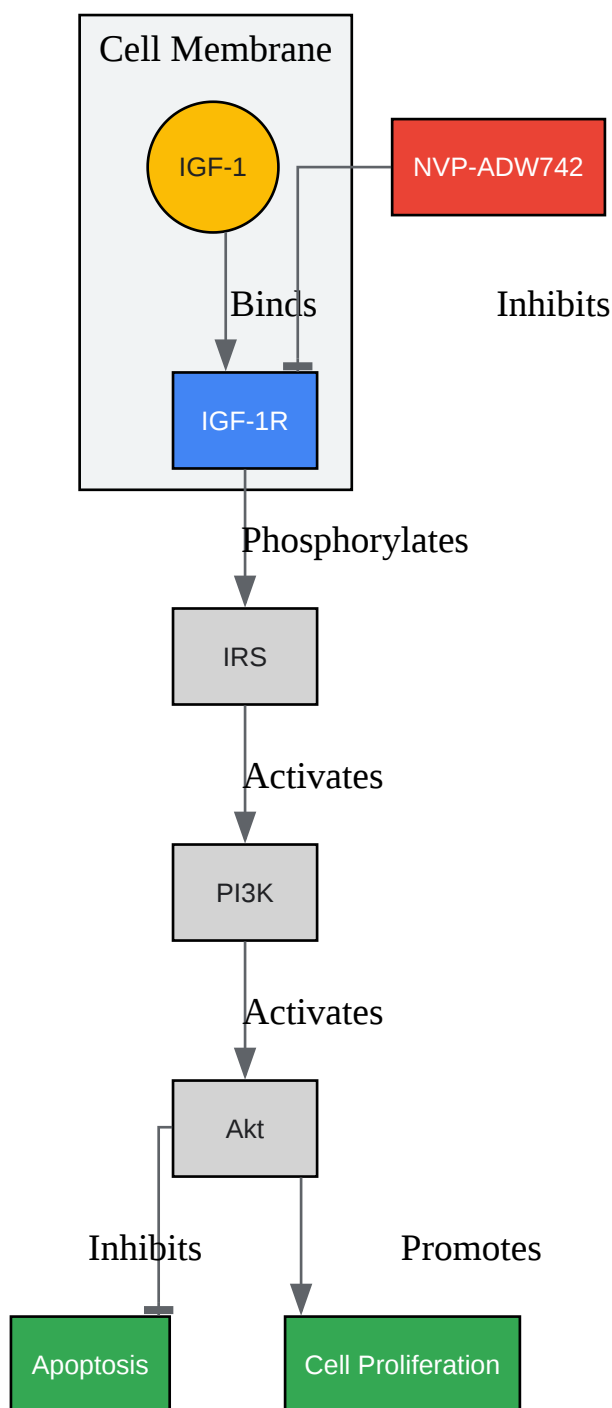 Cell Membrane
IGF-1
NVP-ADW742
Binds
Inhibits
IGF-1R
Phosphorylates
IRS
Activates
PI3K
Activates
Akt
Inhibits
Promotes
Apoptosis
Cell Proliferation